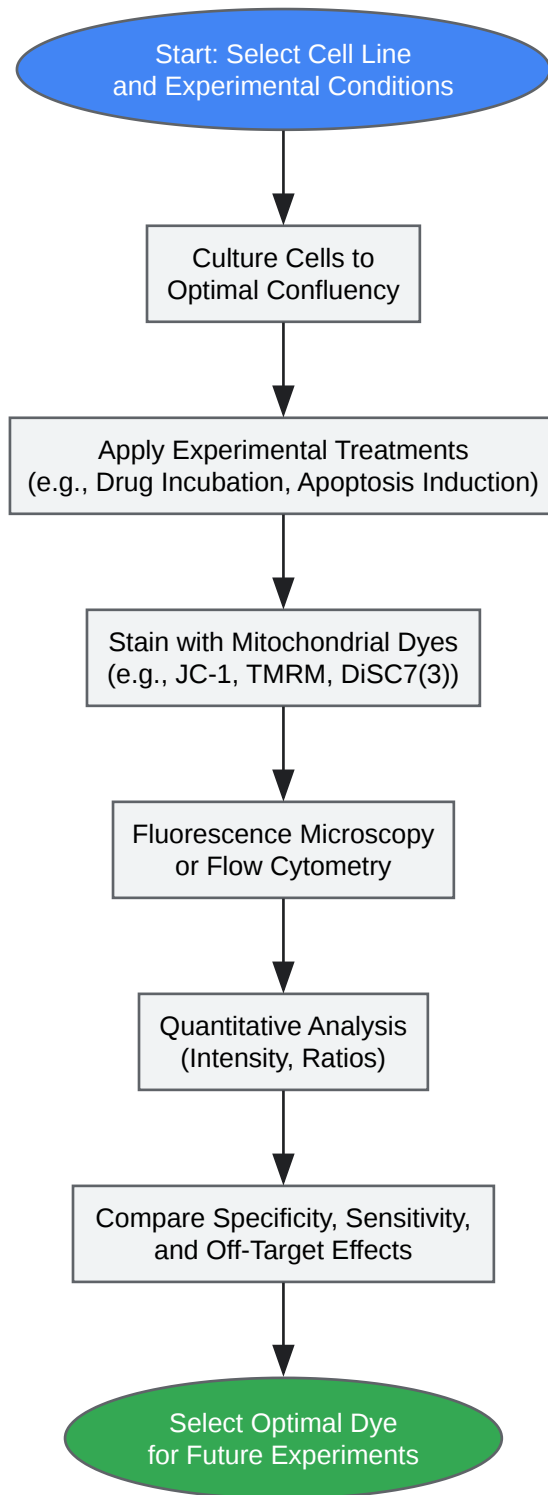 Start: Select Cell Line
and Experimental Conditions
Culture Cells to
Optimal Confluency
Apply Experimental Treatments
(e.g., Drug Incubation, Apoptosis Induction)
Stain with Mitochondrial Dyes
(e.g., JC-1, TMRM, DiSC7(3))
Fluorescence Microscopy
or Flow Cytometry
Quantitative Analysis
(Intensity, Ratios)
Compare Specificity, Sensitivity,
and Off-Target Effects
Select Optimal Dye
for Future Experiments